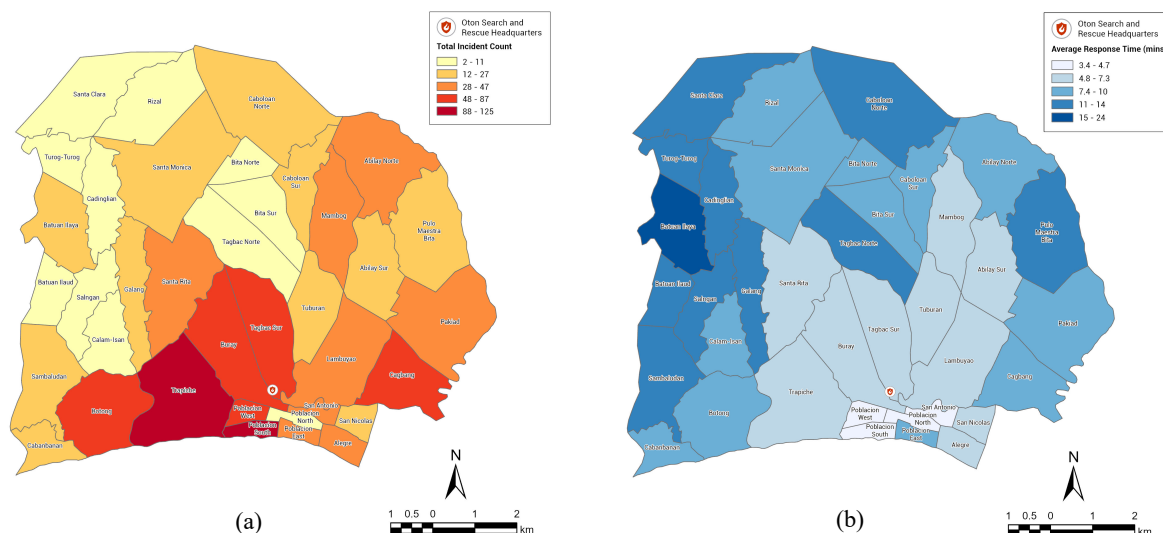 Oton Search and
Rescue Headquarters
Total Incident Count
2 - 11
12 - 27
28 - 47
48 - 87
88 - 125
Santa Clara
Rizal
Caboloan
Norte
Turog-Turog
Cadinglian
Santa Monica
Bita Norte
Caboloan
Sur
Abilay Norte
Batuan Ilaya
Bita Sur
Mambog
Pulo
Maestra
Bita
Tagbac Norte
Abilay Sur
Batuan Ilaud
Salngan
Galang
Santa Rita
Tuburan
Pakiad
Calam-Isan
Buray
Tagbac Sur
Lambuyao
Sambaludan
Trapiche
Cagbang
Botong
Poblacion
West
San Antonio
Poblacion
North
San Nicolas
Cabanbanan
Poblacion
South
Poblacion
East
Alegre
N
1 0.5 0 1 2
km
(a)
Oton Search and
Rescue Headquarters
Average Response Time (mins
3.4 - 4.7
4.8 - 7.3
7.4 - 10
11 - 14
15 - 24
Santa Clara
Rizal
Caboloan
Norte
Turog-Turog
Cadinglian
Santa Monica
Bita Norte
Caboloan
Sur
Abilay Norte
Batuan Ilaya
Bita Sur
Mambog
Pulo
Maestra
Bita
Tagbac Norte
Abilay Sur
Batuan Ilaud
Salngan
Galang
Santa Rita
Tuburan
Pakiad
Calam-Isan
Buray
Tagbac Sur
Lambuyao
Sambaludan
Trapiche
Cagbang
Botong
Poblacion
West
San Antonio
Poblacion
North
San Nicolas
Cabanbanan
Poblacion
South
Poblacion
East
Alegre
N
1 0.5 0 1 2
km
(b)